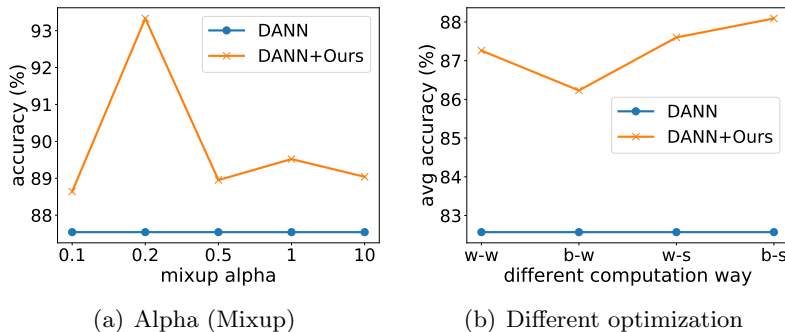 93
92
91
90
89
88
accuracy (%)
DANN
DANN+Ours
0.1 0.2 0.5 1 10
mixup alpha
(a) Alpha (Mixup)
88
87
86
85
84
83
avg accuracy (%)
DANN
DANN+Ours
w-w b-w w-s b-s
different computation way
(b) Different optimization